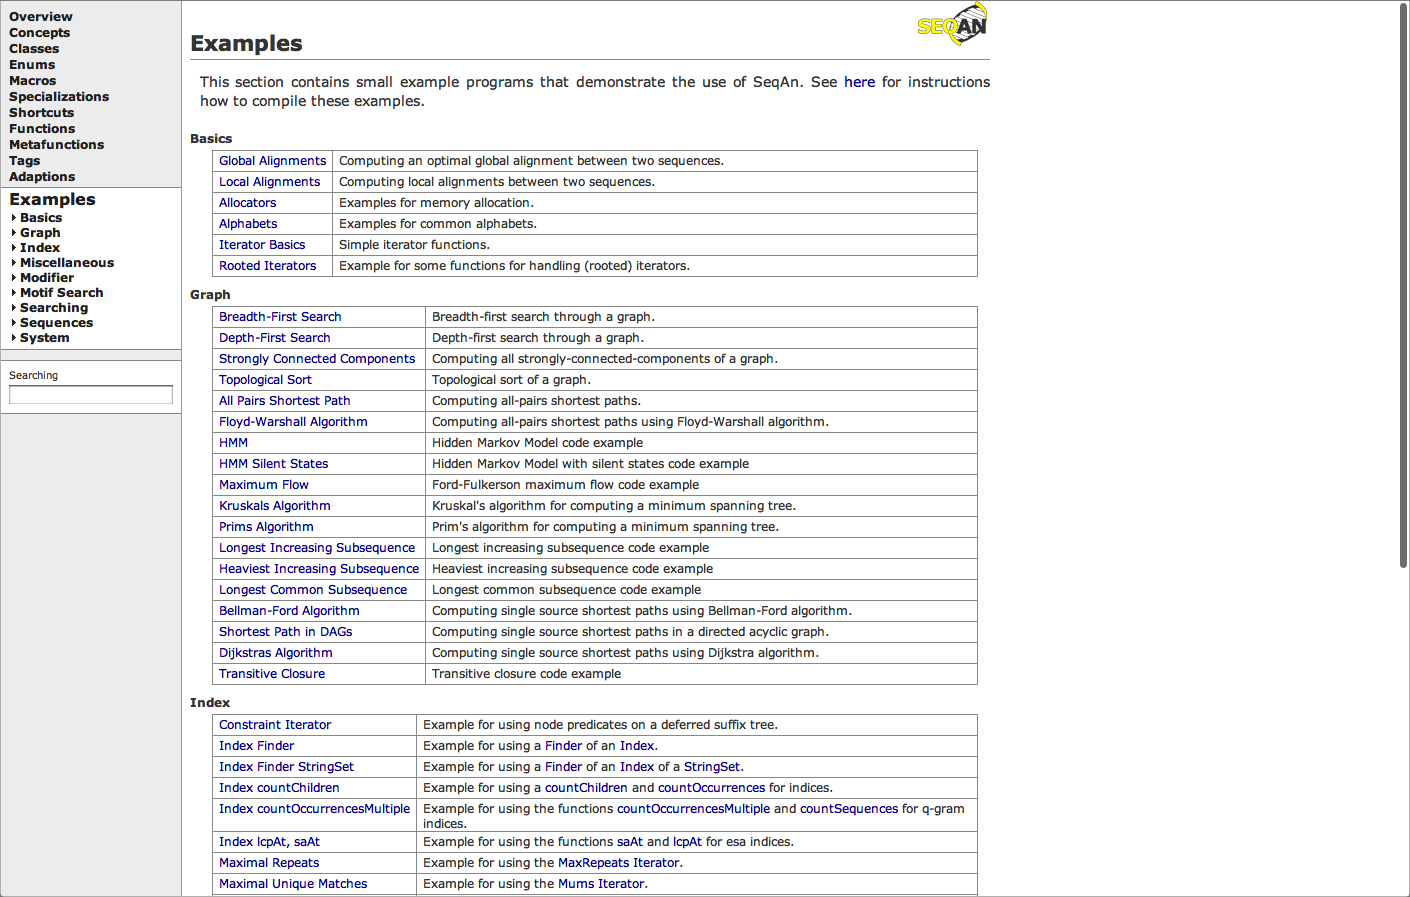 Overview
Concepts
Classes
Enums
Macros
Specializations
Shortcuts
Functions
Metafunctions
Tags
Adaptions
Examples
Basics
Graph
Index
Miscellaneous
Modifier
Motif Search
Searching
Sequences
System
Searching
SEQAN
Examples
This section contains small example programs that demonstrate the use of SeqAn. See here for instructions
how to compile these examples.
Basics
Global Alignments Computing an optimal global alignment between two sequences.
Local Alignments Computing local alignments between two sequences.
Allocators Examples for memory allocation.
Alphabets Examples for common alphabets.
Iterator Basics Simple iterator functions.
Rooted Iterators Example for some functions for handling (rooted) iterators.
Graph
Breadth-First Search Breadth-first search through a graph.
Depth-First Search Depth-first search through a graph.
Strongly Connected Components Computing all strongly-connected-components of a graph.
Topological Sort Topological sort of a graph.
All Pairs Shortest Path Computing all-pairs shortest paths.
Floyd-Warshall Algorithm Computing all-pairs shortest paths using Floyd-Warshall algorithm.
HMM Hidden Markov Model code example
HMM Silent States Hidden Markov Model with silent states code example
Maximum Flow Ford-Fulkerson maximum flow code example
Kruskals Algorithm Kruskal's algorithm for computing a minimum spanning tree.
Prims Algorithm Prim's algorithm for computing a minimum spanning tree.
Longest Increasing Subsequence Longest increasing subsequence code example
Heaviest Increasing Subsequence Heaviest increasing subsequence code example
Longest Common Subsequence Longest common subsequence code example
Bellman-Ford Algorithm Computing single source shortest paths using Bellman-Ford algorithm.
Shortest Path in DAGs Computing single source shortest paths in a directed acyclic graph.
Dijkstras Algorithm Computing single source shortest paths using Dijkstra algorithm.
Transitive Closure Transitive closure code example
Index
Constraint Iterator Example for using node predicates on a deferred suffix tree.
Index Finder Example for using a Finder of an Index.
Index Finder StringSet Example for using a Finder of an Index of a StringSet.
Index countChildren Example for using a countChildren and countOccurrences for indices.
Index countOccurrencesMultiple Example for using the functions countOccurrencesMultiple and countSequences for q-gram
indices.
Index lcpAt, saAt Example for using the functions saAt and lcpAt for esa indices.
Maximal Repeats Example for using the MaxRepeats Iterator.
Maximal Unique Matches Example for using the Mums Iterator.